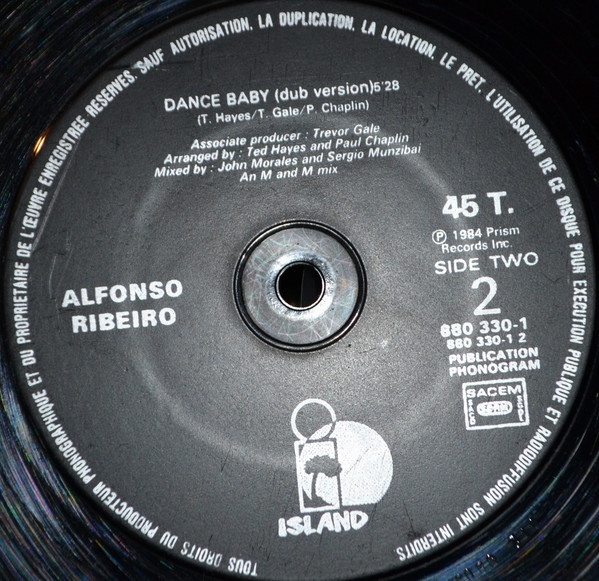 TOUS DROITS DU PRODUCTEUR PHONOGRAPHIQUE ET DU PROPRIETAIRE DE L'ŒUVRE ENREGISTREE RESERVES. SAUF AUTORISATION. LA DUPLICATION. LA LOCATION. LE PRET. L'UTILISATION DE CE DISQUE POUR EXECUTION PUBLIQUE ET RADIODIFFUSION SONT INTERDITS
DANCE BABY (dub version)5'28
(T. Hayes/T. Gale/P. Chaplin)
Associate producer : Trevor Gale
Arranged by : Ted Hayes and Paul Chaplin
Mixed by : John Morales and Sergio Munzibai
An M and M mix
45 T.
Ⓟ 1984 Prism
Records Inc.
SIDE TWO
2
880 330-1
880 330-1 2
PUBLICATION
PHONOGRAM
SACEM
ALFONSO
RIBEIRO
ISLAND